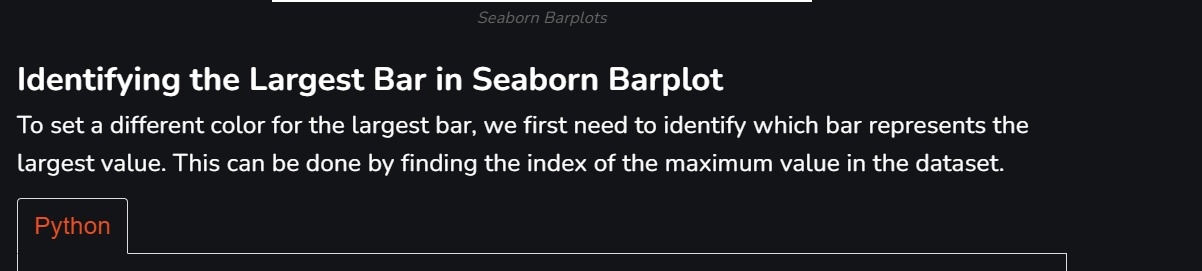 Seaborn Barplots
Identifying the Largest Bar in Seaborn Barplot
To set a different color for the largest bar, we first need to identify which bar represents the
largest value. This can be done by finding the index of the maximum value in the dataset.
Python